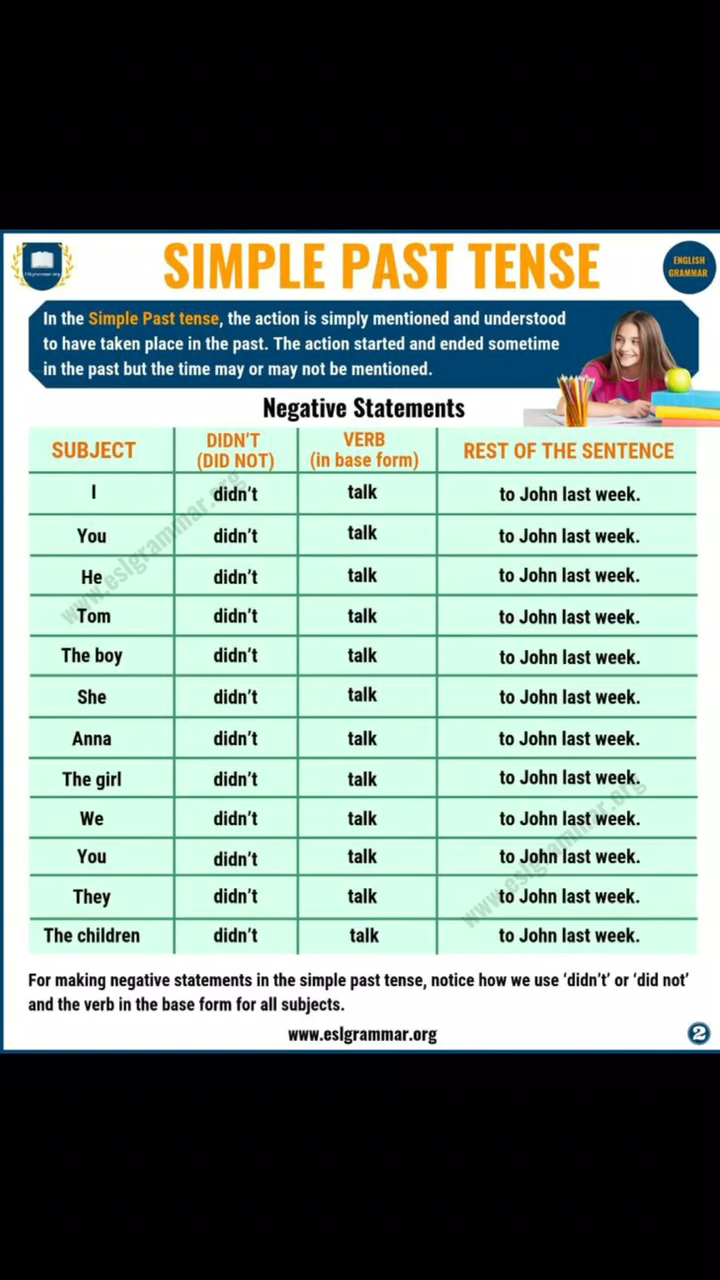 ESLgrammar.org
SIMPLE PAST TENSE
ENGLISH
GRAMMAR
In the Simple Past tense, the action is simply mentioned and understood
to have taken place in the past. The action started and ended sometime
in the past but the time may or may not be mentioned.
Negative Statements
SUBJECT DIDN'T (DID NOT) VERB (in base form) REST OF THE SENTENCE
I didn't talk to John last week.
You didn't talk to John last week.
He didn't talk to John last week.
Tom didn't talk to John last week.
The boy didn't talk to John last week.
She didn't talk to John last week.
Anna didn't talk to John last week.
The girl didn't talk to John last week.
We didn't talk to John last week.
You didn't talk to John last week.
They didn't talk to John last week.
The children didn't talk to John last week.
www.eslgrammar.org
www.eslgrammar.org
For making negative statements in the simple past tense, notice how we use ‘didn’t’ or ‘did not’
and the verb in the base form for all subjects.
www.eslgrammar.org
2